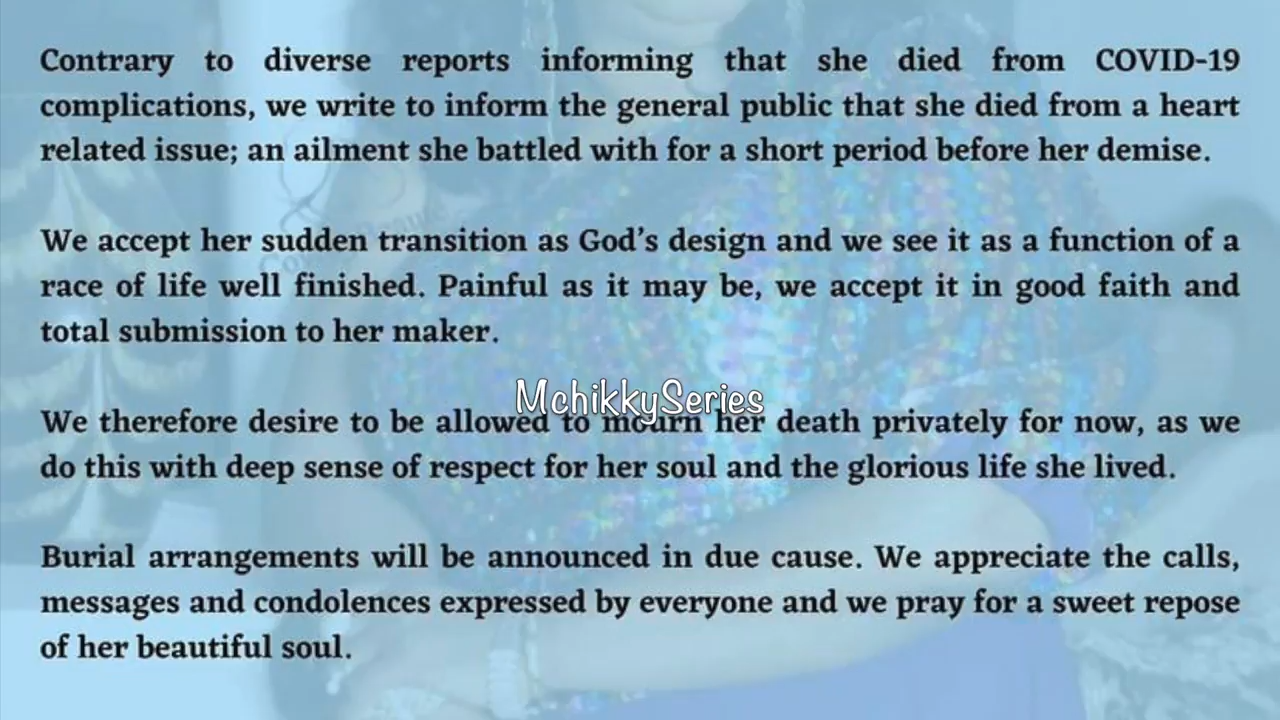 Contrary to diverse reports informing that she died from COVID-19
complications, we write to inform the general public that she died from a heart
related issue; an ailment she battled with for a short period before her demise.
We accept her sudden transition as God's design and we see it as a function of a
race of life well finished. Painful as it may be, we accept it in good faith and
total submission to her maker.
MchikkySeries
We therefore desire to be allowed to mourn her death privately for now, as we
do this with deep sense of respect for her soul and the glorious life she lived.
Burial arrangements will be announced in due cause. We appreciate the calls,
messages and condolences expressed by everyone and we pray for a sweet repose
of her beautiful soul.